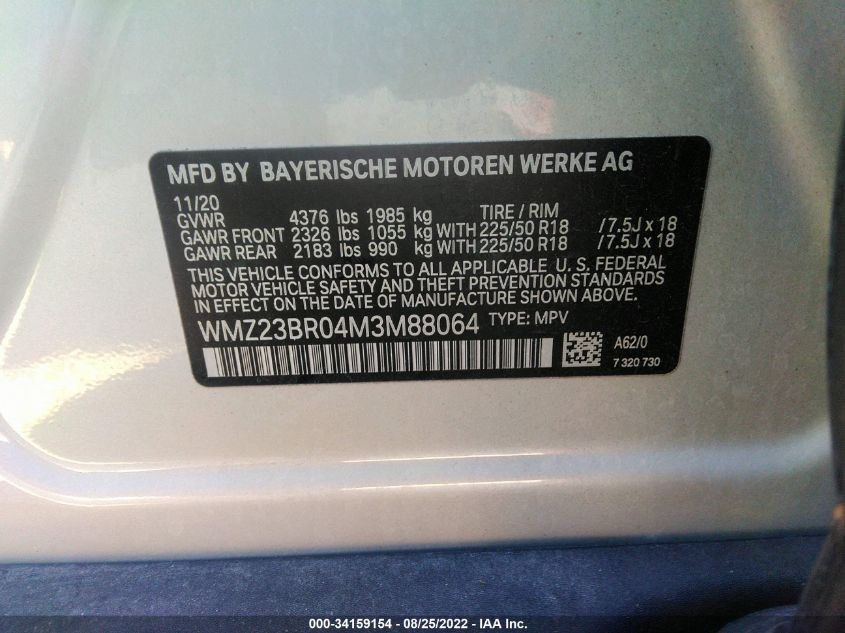 MFD BY BAYERISCHE MOTOREN WERKE AG
11/20
GVWR 4376 lbs 1985 kg TIRE / RIM
GAWR FRONT 2326 lbs 1055 kg WITH 225/50 R18 /7.5J x 18
GAWR REAR 2183 lbs 990 kg WITH 225/50 R18 /7.5J x 18
THIS VEHICLE CONFORMS TO ALL APPLICABLE U. S. FEDERAL
MOTOR VEHICLE SAFETY AND THEFT PREVENTION STANDARDS
IN EFFECT ON THE DATE OF MANUFACTURE SHOWN ABOVE.
WMZ23BR04M3M88064 TYPE: MPV
A62/0
7 320 730
000-34159154 - 08/25/2022 - IAA Inc.